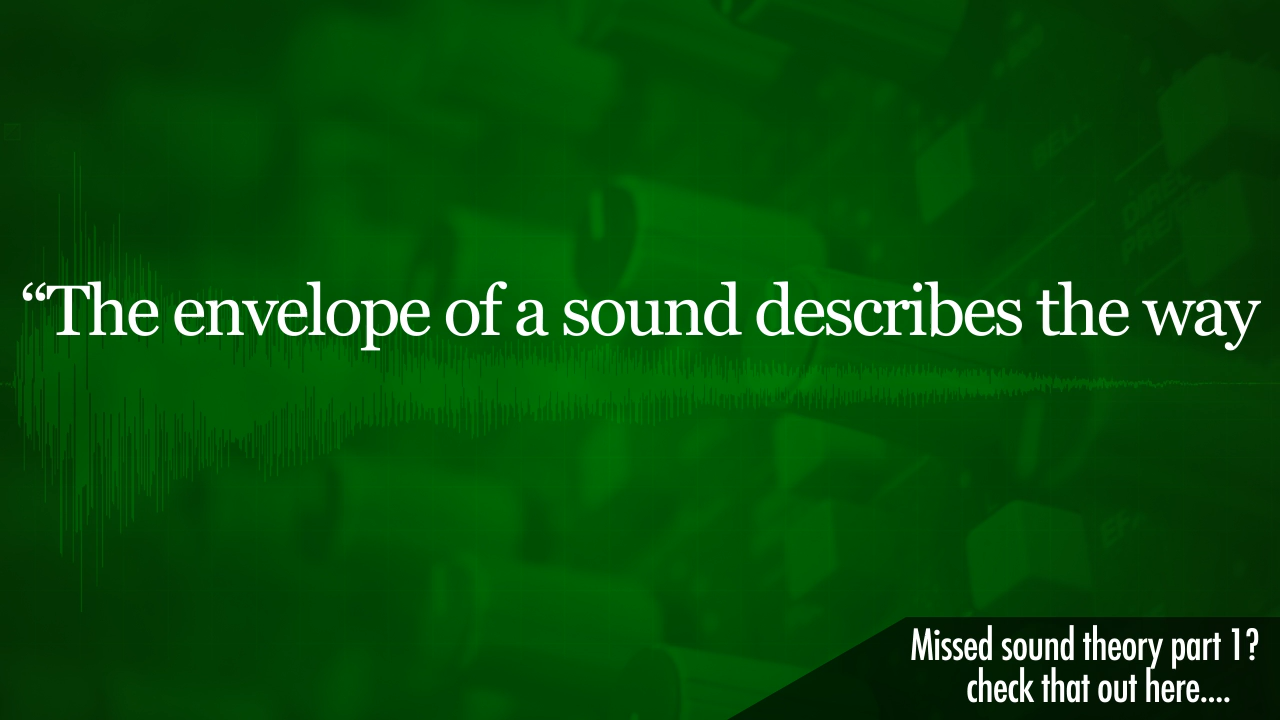 “The envelope of a sound describes the way
Missed sound theory part 1?
check that out here....